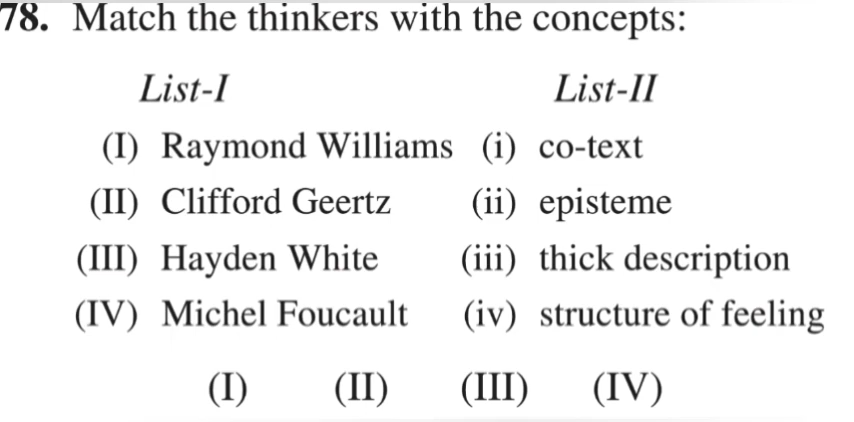 78. Match the thinkers with the concepts:
List-I List-II
(I) Raymond Williams (i) co-text
(II) Clifford Geertz (ii) episteme
(III) Hayden White (iii) thick description
(IV) Michel Foucault (iv) structure of feeling
(I) (II) (III) (IV)